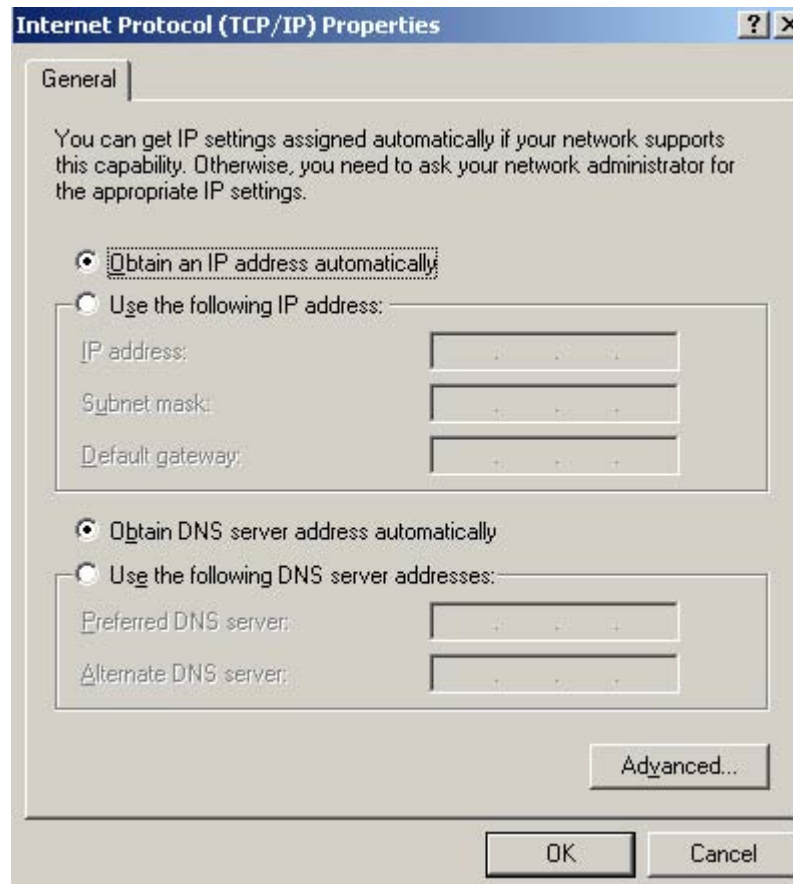 Internet Protocol (TCP/IP) Properties
General
You can get IP settings assigned automatically if your network supports
this capability. Otherwise, you need to ask your network administrator for
the appropriate IP settings.
Obtain an IP address automatically
Use the following IP address:
IP address:
Subnet mask:
Default gateway:
Obtain DNS server address automatically
Use the following DNS server addresses:
Preferred DNS server:
Alternate DNS server:
Advanced...
OK
Cancel